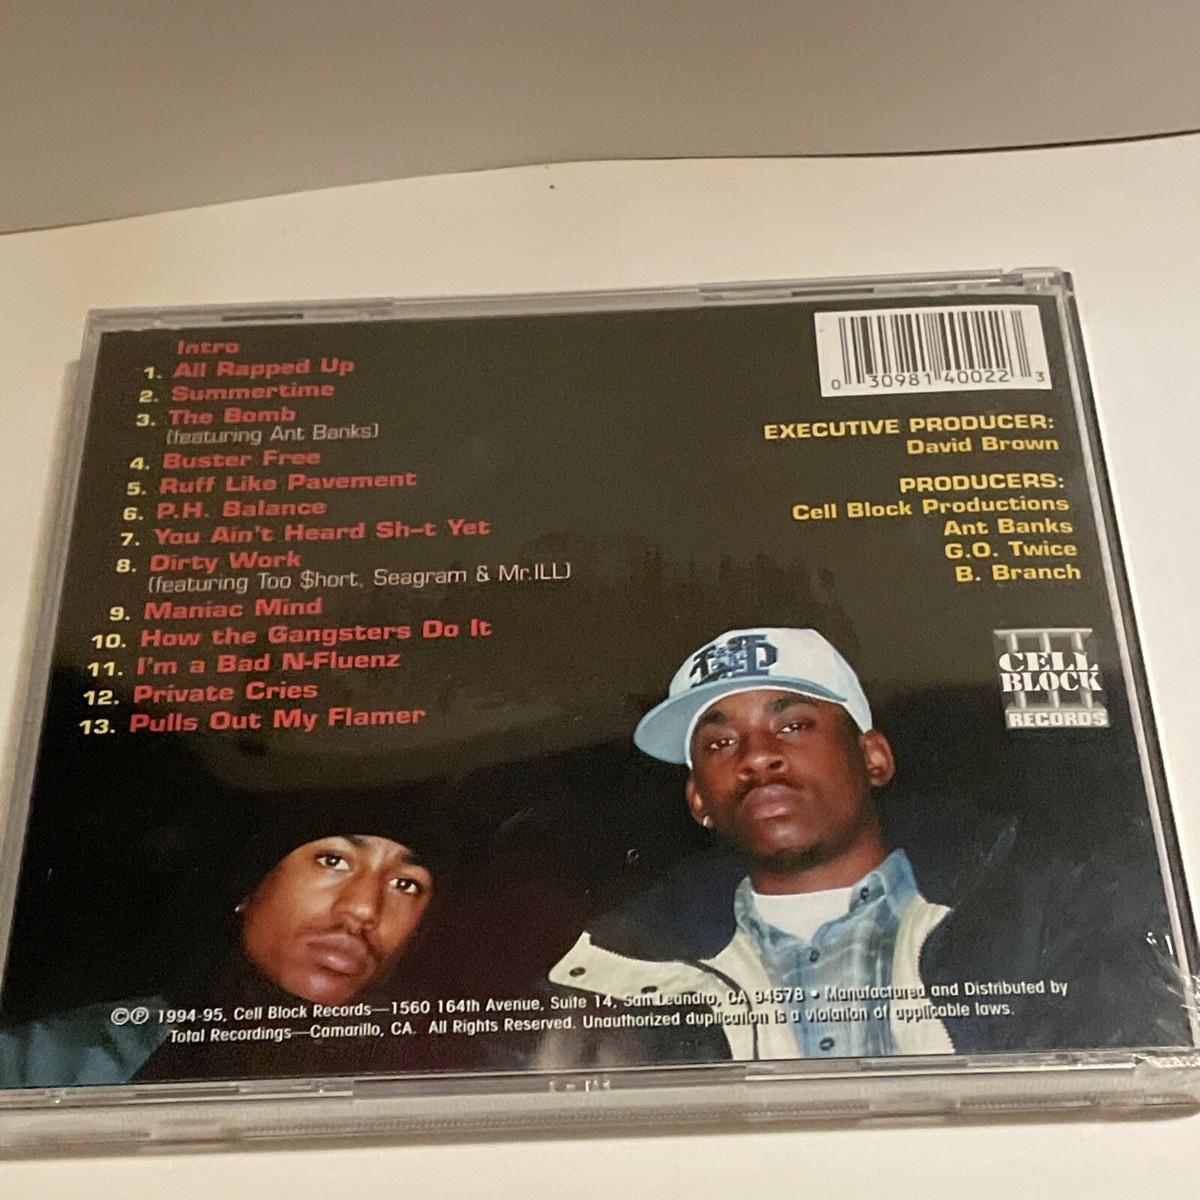 Intro
1. All Rapped Up
2. Summertime
3. The Bomb
(featuring Ant Banks)
4. Buster Free
5. Ruff Like Pavement
6. P.H. Balance
7. You Ain't Heard Sh-t Yet
8. Dirty Work
(featuring Too $hort, Seagram & Mr.ILL)
9. Maniac Mind
10. How the Gangsters Do It
11. I'm a Bad N-Fluenz
12. Private Cries
13. Pulls Out My Flamer
0 30981 40022 3
EXECUTIVE PRODUCER:
David Brown
PRODUCERS:
Cell Block Productions
Ant Banks
G.O. Twice
B. Branch
CELL
BLOCK
RECORDS
©℗ 1994-95, Cell Block Records—1560 164th Avenue, Suite 14, San Leandro, CA 94578 • Manufactured and Distributed by
Total Recordings—Camarillo, CA. All Rights Reserved. Unauthorized duplication is a violation of applicable laws.